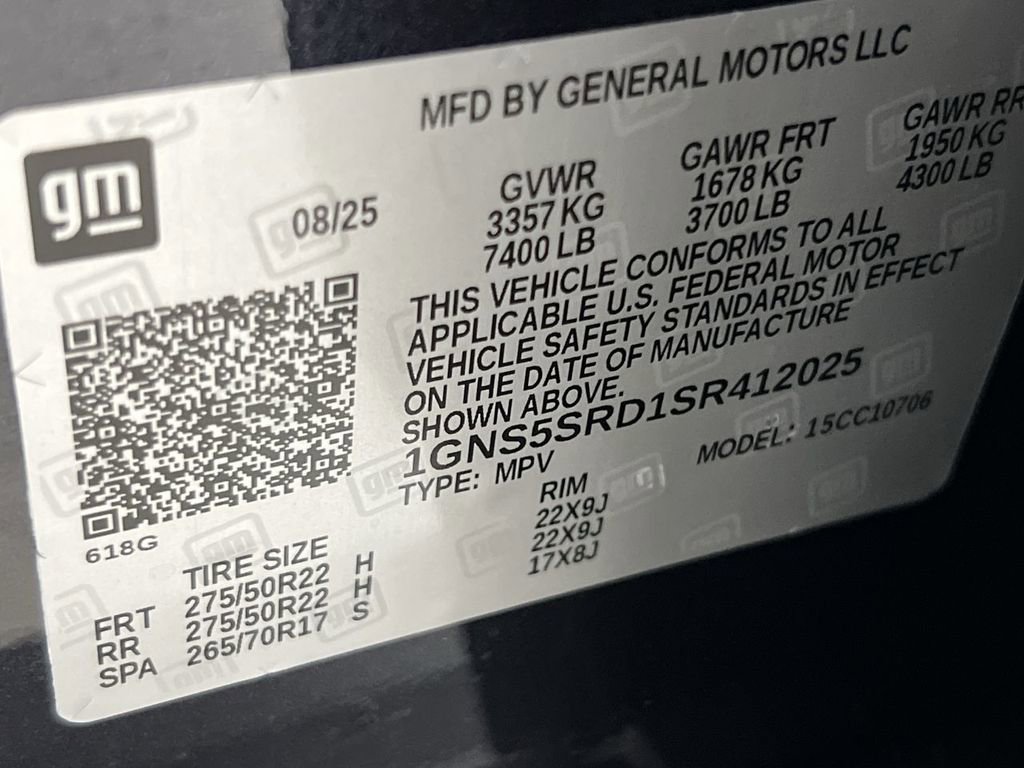 MFD BY GENERAL MOTORS LLC
gm
08/25
GVWR GAWR FRT GAWR RR
3357 KG 1678 KG 1950 KG
7400 LB 3700 LB 4300 LB
THIS VEHICLE CONFORMS TO ALL
APPLICABLE U.S. FEDERAL MOTOR
VEHICLE SAFETY STANDARDS IN EFFECT
ON THE DATE OF MANUFACTURE
SHOWN ABOVE.
1GNS5SRD1SR412025
TYPE: MPV MODEL: 15CC10706
618G
TIRE SIZE RIM
FRT 275/50R22 H 22X9J
RR 275/50R22 H 22X9J
SPA 265/70R17 S 17X8J